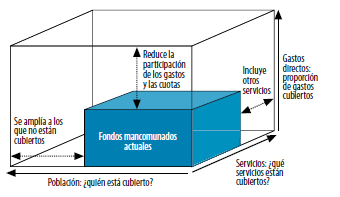 Reduce la
participación
de los gastos
y las cuotas
Incluye
otros
servicios
Gastos
directos:
proporción
de gastos
cubiertos
Se amplía a los
que no están
cubiertos
Fondos mancomunados
actuales
Servicios: ¿qué
servicios están
cubiertos?
Población: ¿quién está cubierto?